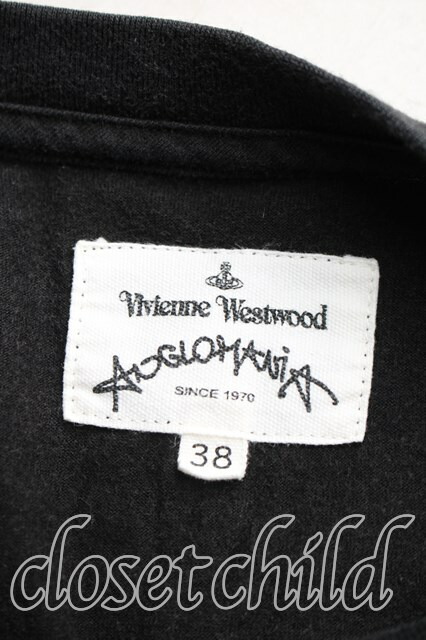 Vivienne Westwood
ANGLOMANIA
SINCE 1970
38
closet child